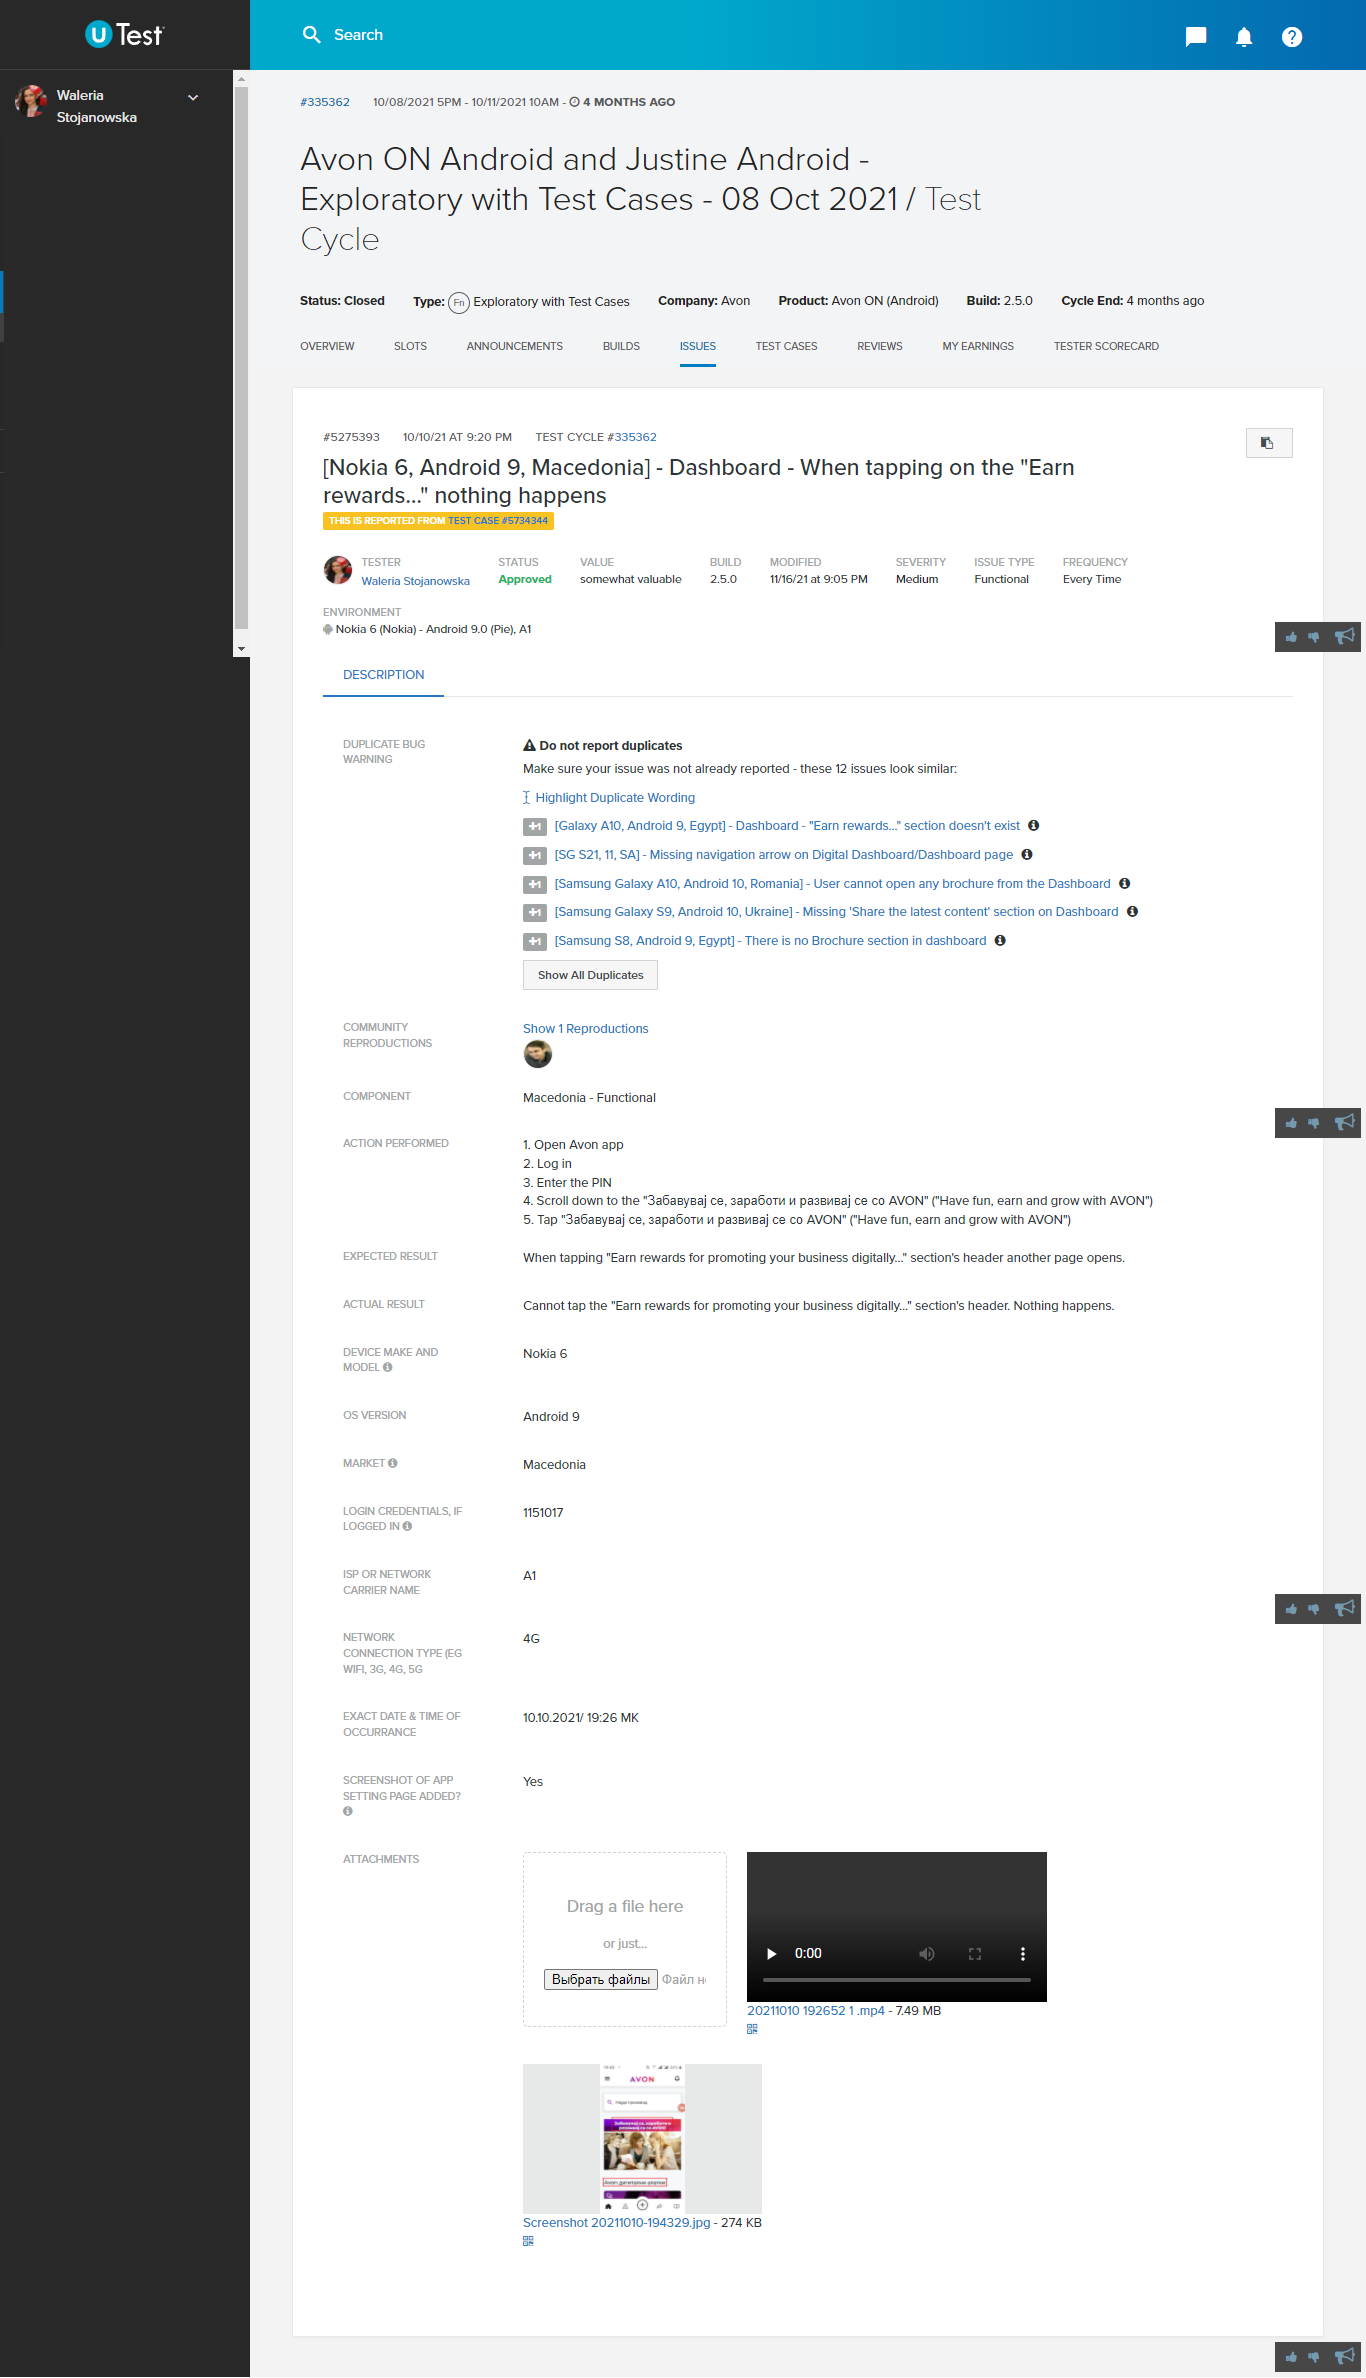 U Test
Search
Waleria
Stojanowska
#335362 10/08/2021 5PM - 10/11/2021 10AM - 4 MONTHS AGO
Avon ON Android and Justine Android -
Exploratory with Test Cases - 08 Oct 2021 / Test
Cycle
Status: Closed Type: Fn Exploratory with Test Cases Company: Avon Product: Avon ON (Android) Build: 2.5.0 Cycle End: 4 months ago
OVERVIEW SLOTS ANNOUNCEMENTS BUILDS ISSUES TEST CASES REVIEWS MY EARNINGS TESTER SCORECARD
#5275393 10/10/21 AT 9:20 PM TEST CYCLE #335362
[Nokia 6, Android 9, Macedonia] - Dashboard - When tapping on the "Earn
rewards..." nothing happens
THIS IS REPORTED FROM TEST CASE #5734344
TESTER STATUS VALUE BUILD MODIFIED SEVERITY ISSUE TYPE FREQUENCY
Waleria Stojanowska Approved somewhat valuable 2.5.0 11/16/21 at 9:05 PM Medium Functional Every Time
ENVIRONMENT
Nokia 6 (Nokia) - Android 9.0 (Pie), A1
DESCRIPTION
DUPLICATE BUG
WARNING
Do not report duplicates
Make sure your issue was not already reported - these 12 issues look similar:
Highlight Duplicate Wording
+1 [Galaxy A10, Android 9, Egypt] - Dashboard - "Earn rewards..." section doesn't exist
+1 [SG S21, 11, SA] - Missing navigation arrow on Digital Dashboard/Dashboard page
+1 [Samsung Galaxy A10, Android 10, Romania] - User cannot open any brochure from the Dashboard
+1 [Samsung Galaxy S9, Android 10, Ukraine] - Missing 'Share the latest content' section on Dashboard
+1 [Samsung S8, Android 9, Egypt] - There is no Brochure section in dashboard
Show All Duplicates
COMMUNITY
REPRODUCTIONS
Show 1 Reproductions
COMPONENT
Macedonia - Functional
ACTION PERFORMED
1. Open Avon app
2. Log in
3. Enter the PIN
4. Scroll down to the "Забавувај се, заработи и развивај се со AVON" ("Have fun, earn and grow with AVON")
5. Tap "Забавувај се, заработи и развивај се со AVON" ("Have fun, earn and grow with AVON")
EXPECTED RESULT
When tapping "Earn rewards for promoting your business digitally..." section's header another page opens.
ACTUAL RESULT
Cannot tap the "Earn rewards for promoting your business digitally..." section's header. Nothing happens.
DEVICE MAKE AND
MODEL
Nokia 6
OS VERSION
Android 9
MARKET
Macedonia
LOGIN CREDENTIALS, IF
LOGGED IN
1151017
ISP OR NETWORK
CARRIER NAME
A1
NETWORK
CONNECTION TYPE (EG
WIFI, 3G, 4G, 5G
4G
EXACT DATE & TIME OF
OCCURRANCE
10.10.2021/ 19:26 MK
SCREENSHOT OF APP
SETTING PAGE ADDED?
Yes
ATTACHMENTS
Drag a file here
or just...
Выбрать файлы Файл не
0:00
20211010 192652 1 .mp4 - 7.49 MB
AVON
Забавувај се, заработи и
развивај се со AVON!
Avon дигитални алатки
Screenshot 20211010-194329.jpg - 274 KB